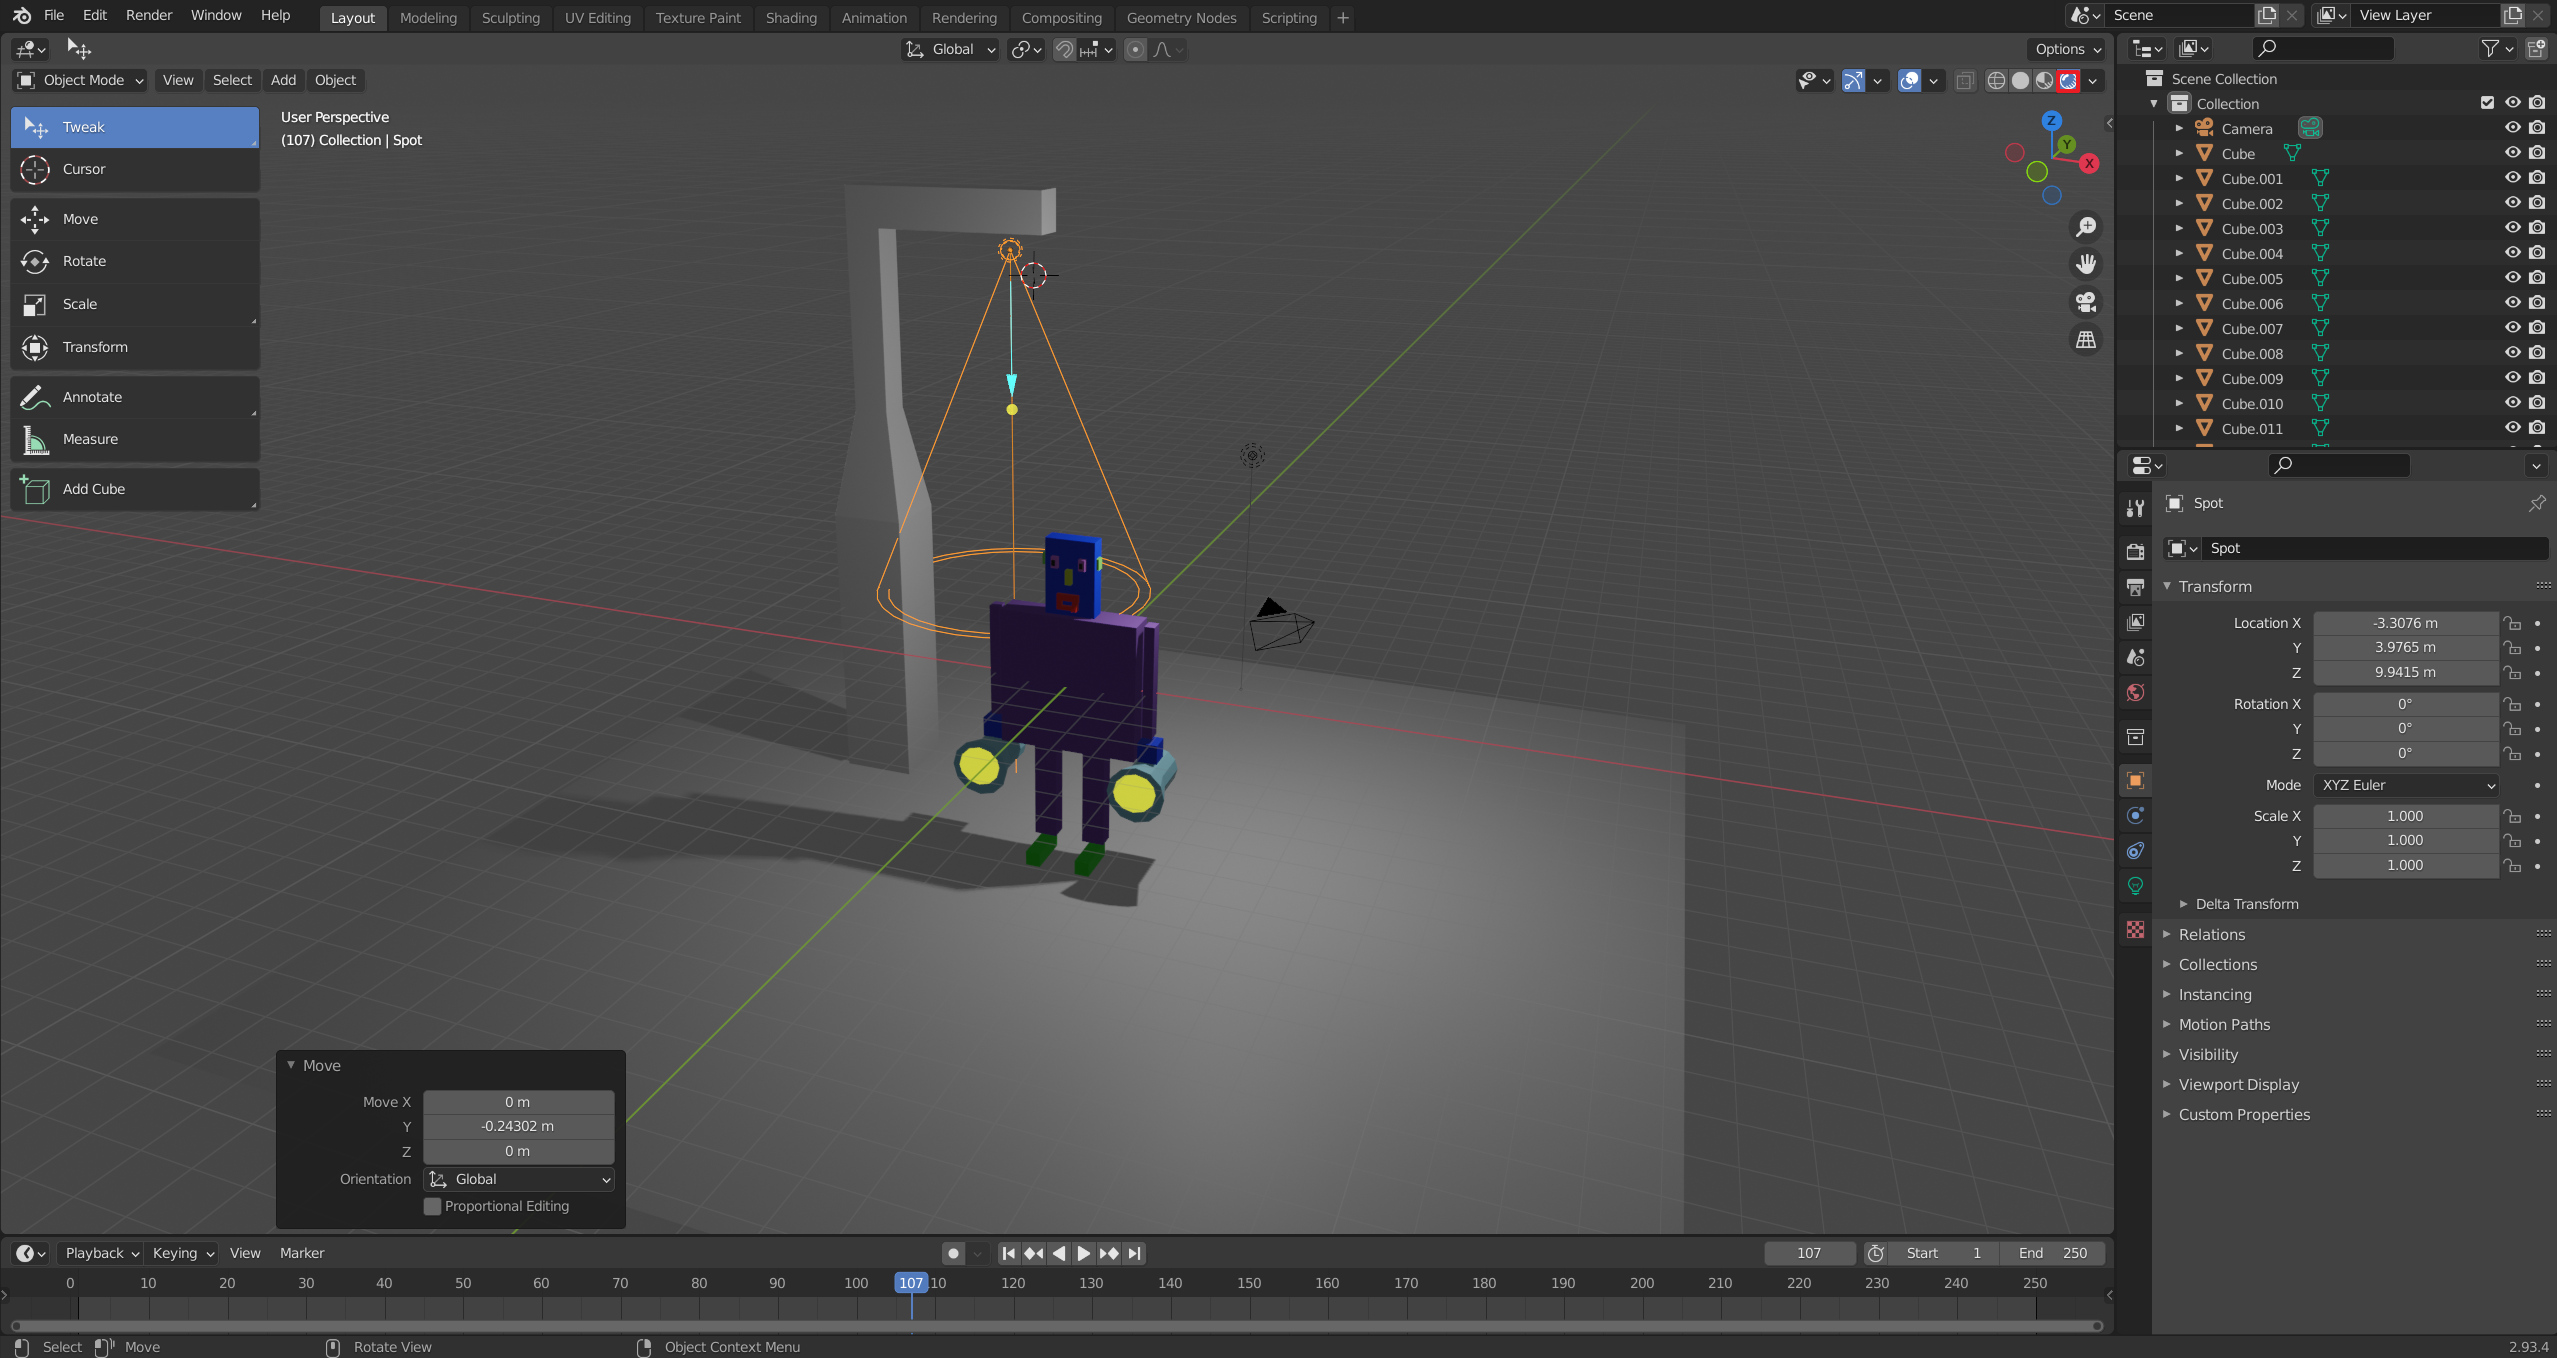 File Edit Render Window Help Layout Modeling Sculpting UV Editing Texture Paint Shading Animation Rendering Compositing Geometry Nodes Scripting + Scene View Layer
Global Options
Object Mode View Select Add Object
Tweak
Cursor
Move
Rotate
Scale
Transform
Annotate
Measure
Add Cube
User Perspective
(107) Collection | Spot
Z
Y
X
Move
Move X 0 m
Y -0.24302 m
Z 0 m
Orientation Global
Proportional Editing
Scene Collection
Collection
Camera
Cube
Cube.001
Cube.002
Cube.003
Cube.004
Cube.005
Cube.006
Cube.007
Cube.008
Cube.009
Cube.010
Cube.011
Spot
Spot
Transform
Location X -3.3076 m
Y 3.9765 m
Z 9.9415 m
Rotation X 0°
Y 0°
Z 0°
Mode XYZ Euler
Scale X 1.000
Y 1.000
Z 1.000
Delta Transform
Relations
Collections
Instancing
Motion Paths
Visibility
Viewport Display
Custom Properties
Playback Keying View Marker 107 Start 1 End 250
0 10 20 30 40 50 60 70 80 90 100 107 10 120 130 140 150 160 170 180 190 200 210 220 230 240 250
Select Move Rotate View Object Context Menu 2.93.4